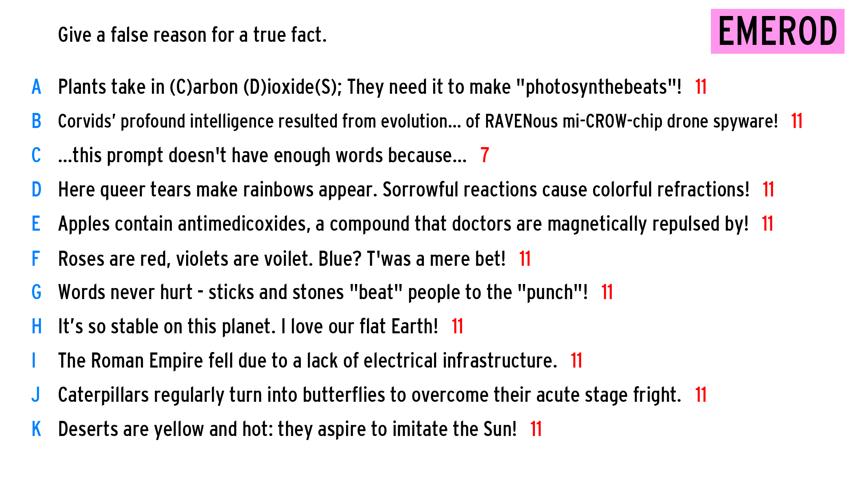 Give a false reason for a true fact.
EMEROD
A Plants take in (C)arbon (D)ioxide(S); They need it to make "photosynthebeats"! 11
B Corvids’ profound intelligence resulted from evolution... of RAVENous mi-CROW-chip drone spyware! 11
C ...this prompt doesn't have enough words because... 7
D Here queer tears make rainbows appear. Sorrowful reactions cause colorful refractions! 11
E Apples contain antimedicoxides, a compound that doctors are magnetically repulsed by! 11
F Roses are red, violets are voilet. Blue? T'was a mere bet! 11
G Words never hurt - sticks and stones "beat" people to the "punch"! 11
H It’s so stable on this planet. I love our flat Earth! 11
I The Roman Empire fell due to a lack of electrical infrastructure. 11
J Caterpillars regularly turn into butterflies to overcome their acute stage fright. 11
K Deserts are yellow and hot: they aspire to imitate the Sun! 11